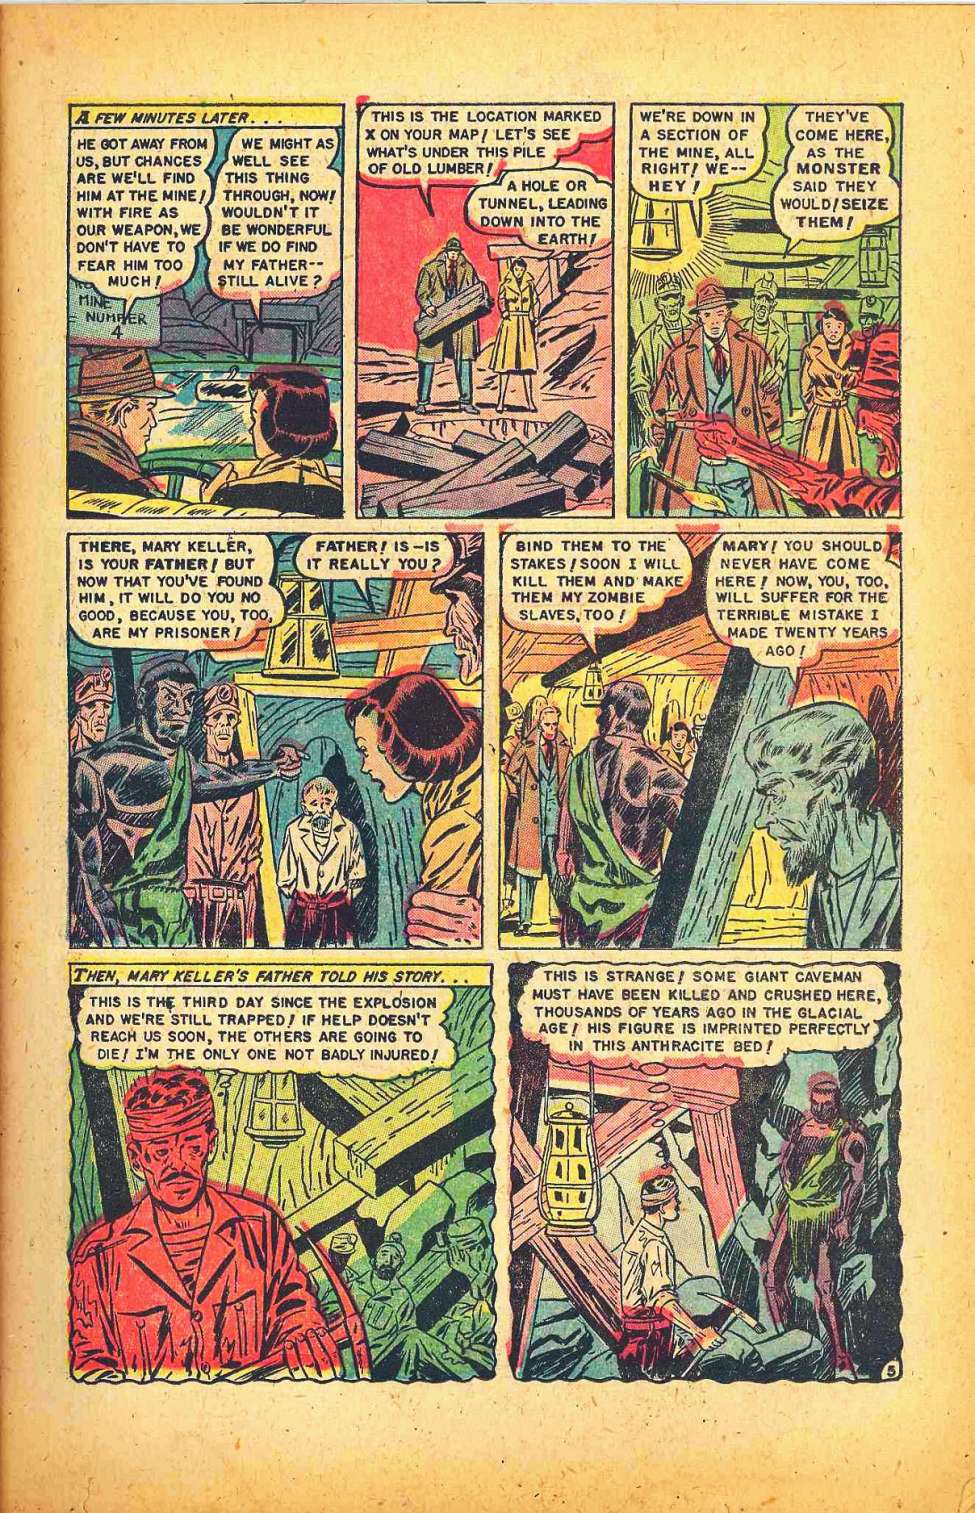 A FEW MINUTES LATER...
HE GOT AWAY FROM
US, BUT CHANCES
ARE WE'LL FIND
HIM AT THE MINE!
WITH FIRE AS
OUR WEAPON, WE
DON'T HAVE TO
FEAR HIM TOO
MUCH!
WE MIGHT AS
WELL SEE
THIS THING
THROUGH, NOW!
WOULDN'T IT
BE WONDERFUL
IF WE DO FIND
MY FATHER--
STILL ALIVE?
MINE
NUMBER
4
THIS IS THE LOCATION MARKED
X ON YOUR MAP! LET'S SEE
WHAT'S UNDER THIS PILE
OF OLD LUMBER!
A HOLE OR
TUNNEL, LEADING
DOWN INTO THE
EARTH!
WE'RE DOWN IN
A SECTION OF
THE MINE, ALL
RIGHT! WE--
HEY!
THEY'VE
COME HERE,
AS THE
MONSTER
SAID THEY
WOULD! SEIZE
THEM!
THERE, MARY KELLER,
IS YOUR FATHER! BUT
NOW THAT YOU'VE FOUND
HIM, IT WILL DO YOU NO
GOOD, BECAUSE YOU, TOO,
ARE MY PRISONER!
FATHER! IS-IS
IT REALLY YOU?
BIND THEM TO THE
STAKES! SOON I WILL
KILL THEM AND MAKE
THEM MY ZOMBIE
SLAVES, TOO!
MARY! YOU SHOULD
NEVER HAVE COME
HERE! NOW, YOU, TOO,
WILL SUFFER FOR THE
TERRIBLE MISTAKE I
MADE TWENTY YEARS
AGO!
THEN, MARY KELLER'S FATHER TOLD HIS STORY...
THIS IS THE THIRD DAY SINCE THE EXPLOSION
AND WE'RE STILL TRAPPED! IF HELP DOESN'T
REACH US SOON, THE OTHERS ARE GOING TO
DIE! I'M THE ONLY ONE NOT BADLY INJURED!
THIS IS STRANGE! SOME GIANT CAVEMAN
MUST HAVE BEEN KILLED AND CRUSHED HERE,
THOUSANDS OF YEARS AGO IN THE GLACIAL
AGE! HIS FIGURE IS IMPRINTED PERFECTLY
IN THIS ANTHRACITE BED!
5